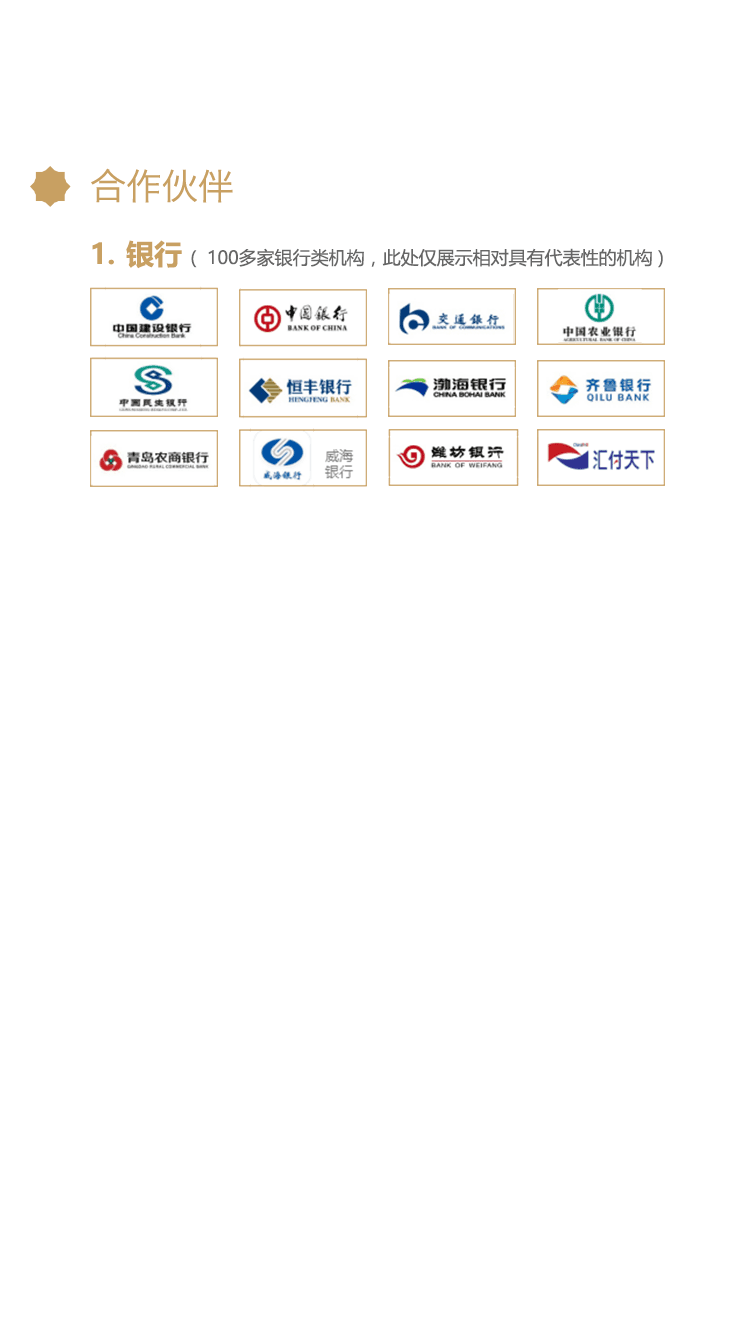 合作伙伴
1. 银行（ 100多家银行类机构，此处仅展示相对具有代表性的机构）
中国建设银行
China Construction Bank
中国銀行
BANK OF CHINA
交通銀行
BANK OF COMMUNICATIONS
中国农业银行
AGRICULTURAL BANK OF CHINA
中国民生银行
恒丰银行
HENGFENG BANK
渤海银行
CHINA BOHAI BANK
齐鲁银行
QILU BANK
青岛农商银行
QINGDAO RURAL COMMERCIAL BANK
威海银行
威海
银行
潍坊银行
BANK OF WEIFANG
汇付天下